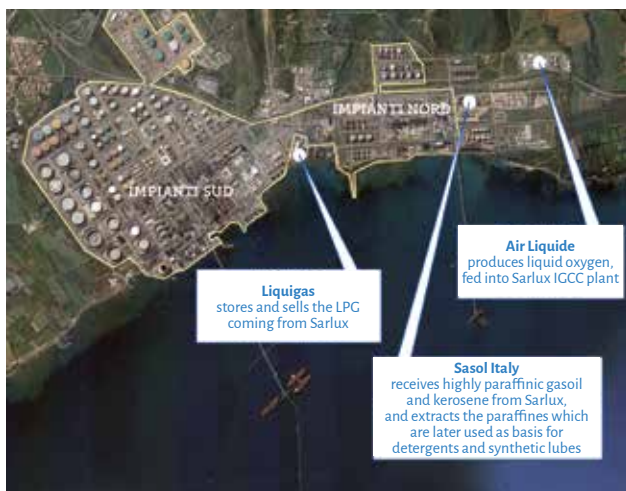 IMPIANTI NORD
IMPIANTI SUD
Air Liquide
produces liquid oxygen,
fed into Sarlux IGCC plant
Liquigas
stores and sells the LPG
coming from Sarlux
Sasol Italy
receives highly paraffinic gasoil
and kerosene from Sarlux,
and extracts the paraffines which
are later used as basis for
detergents and synthetic lubes